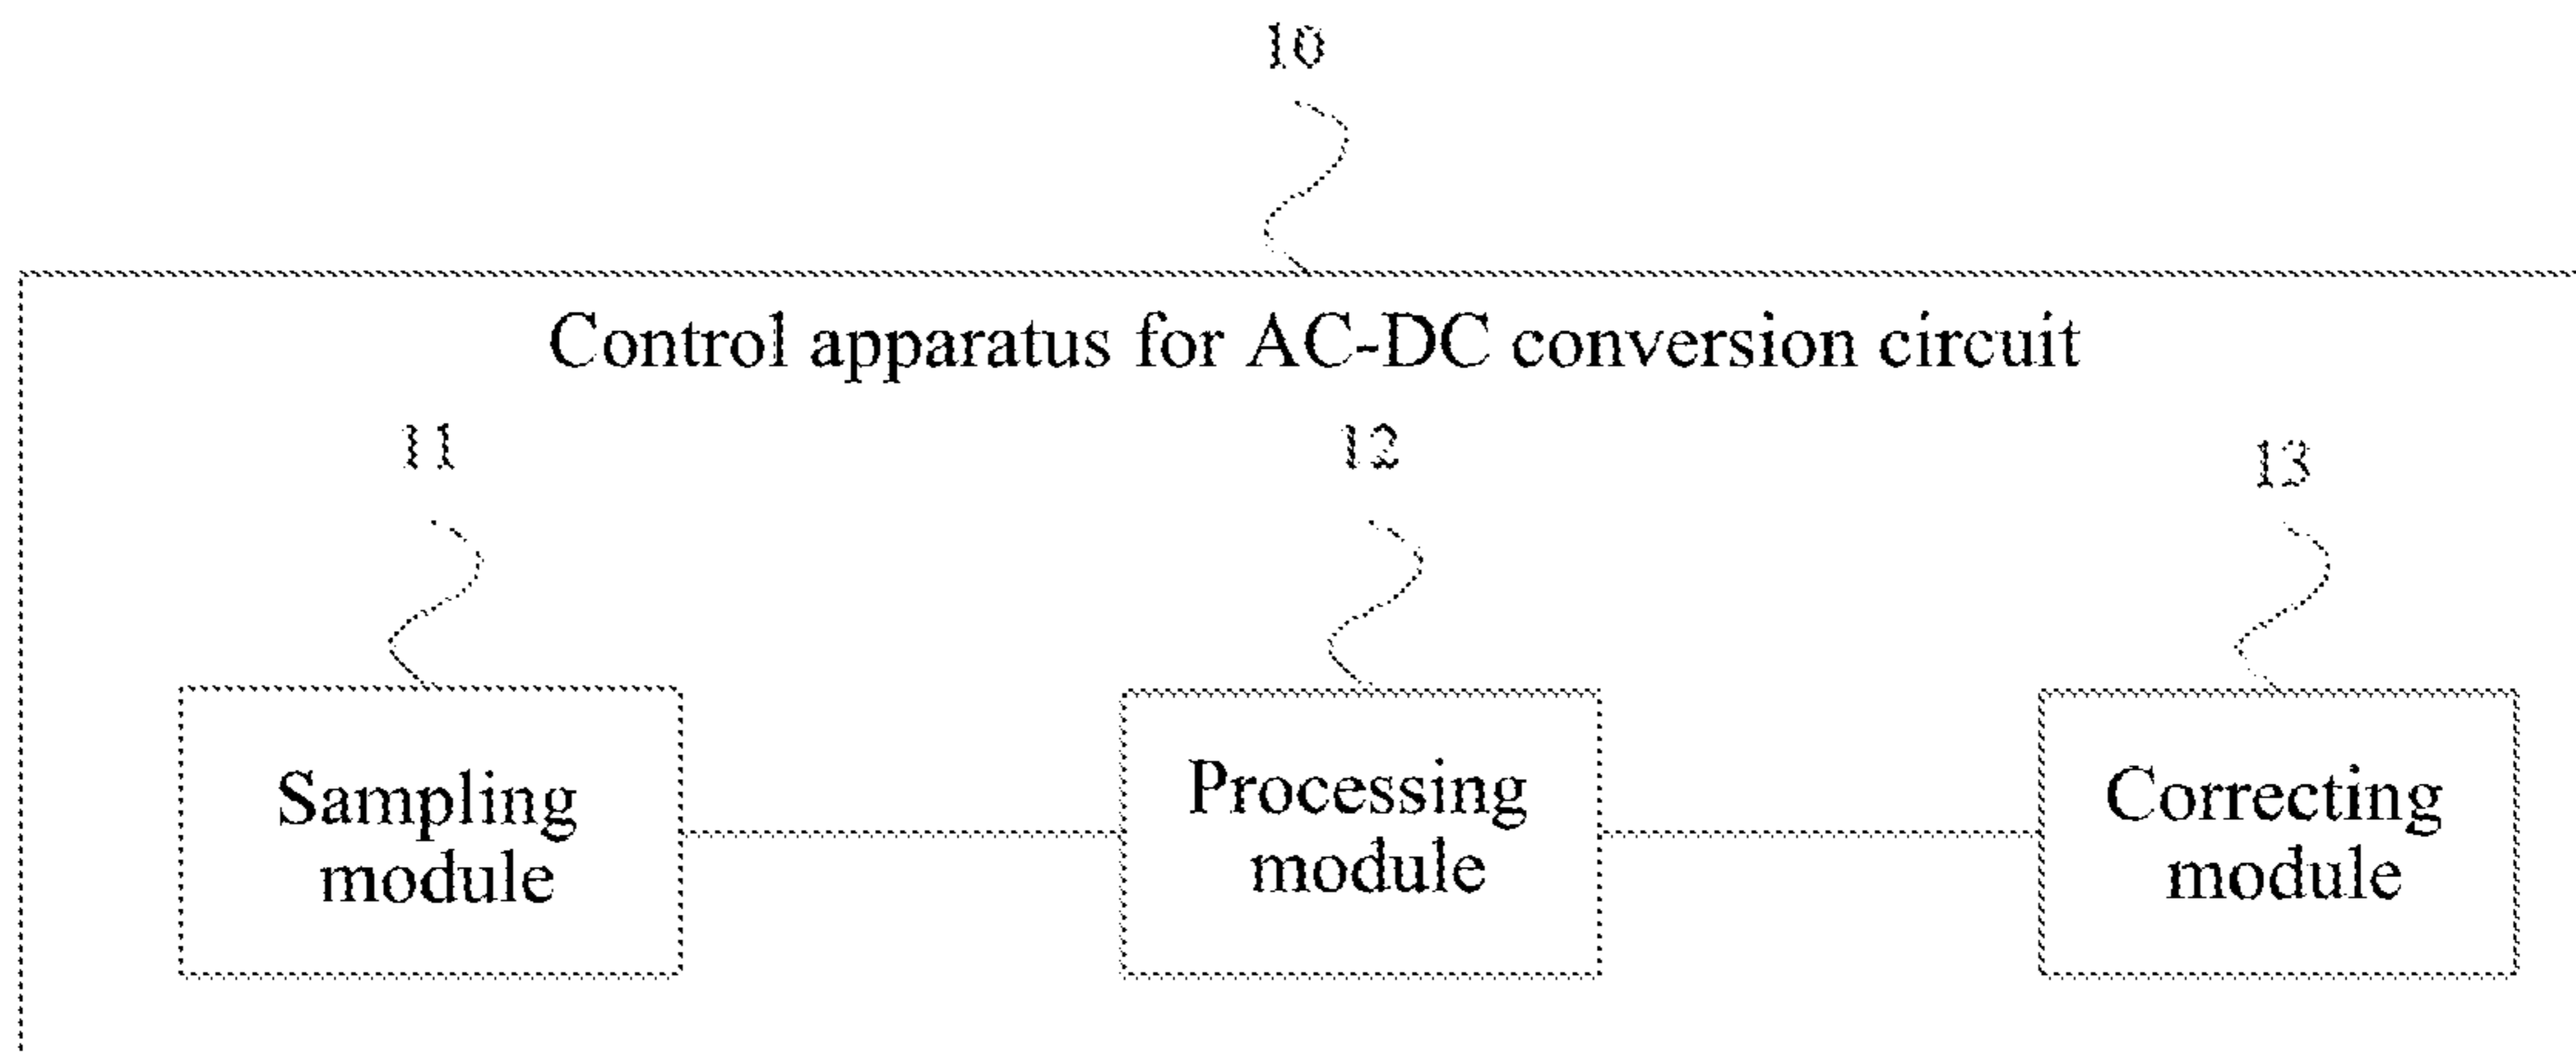 10
Control apparatus for AC-DC conversion circuit
11
12
13
Sampling
module
Processing
module
Correcting
module